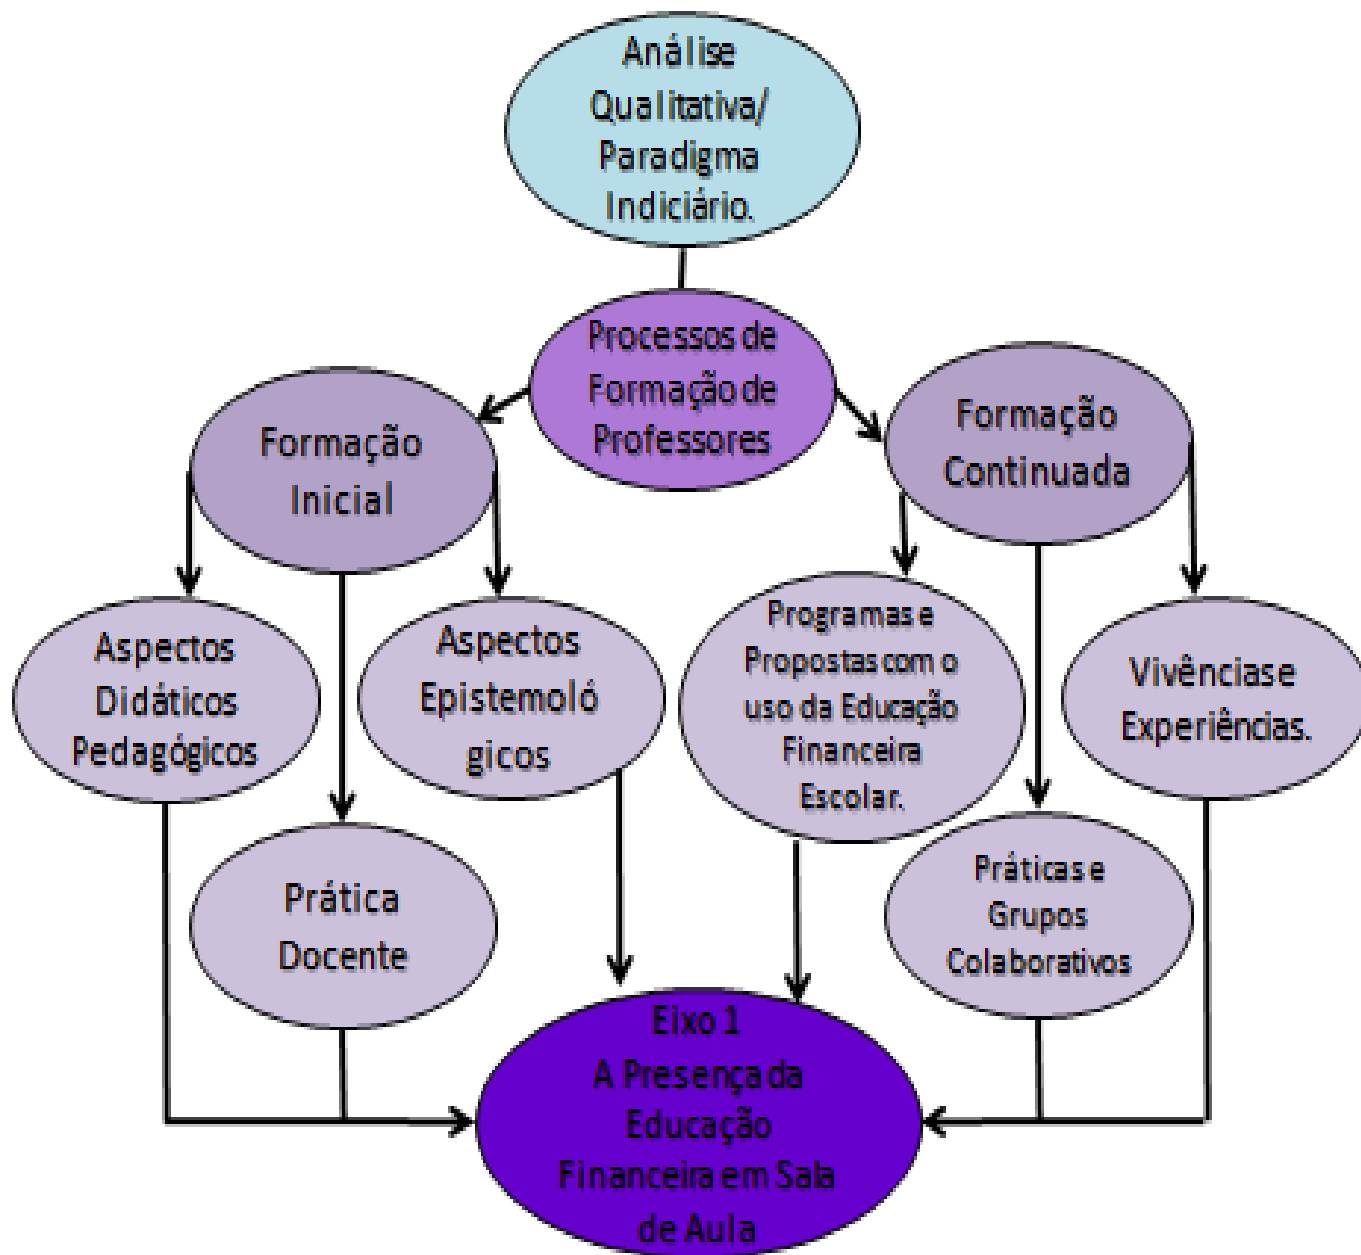 Análise
Qualitativa/
Paradigma
Indiciário.
Processos de
Formação de
Professores
Formação
Inicial
Formação
Continuada
Aspectos
Didáticos
Pedagógicos
Aspectos
Epistemoló
gicos
Programas e
Propostas com o
uso da Educação
Financeira
Escolar.
Vivências e
Experiências.
Prática
Docente
Práticas e
Grupos
Colaborativos
Eixo 1
A Presença da
Educação
Financeira em Sala
de Aula